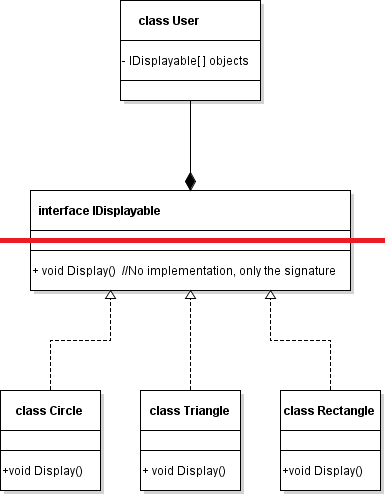 class User
- IDisplayable[ ] objects
interface IDisplayable
+ void Display()  //No implementation, only the signature
class Circle
+void Display()
class Triangle
+ void Display()
class Rectangle
+void Display()